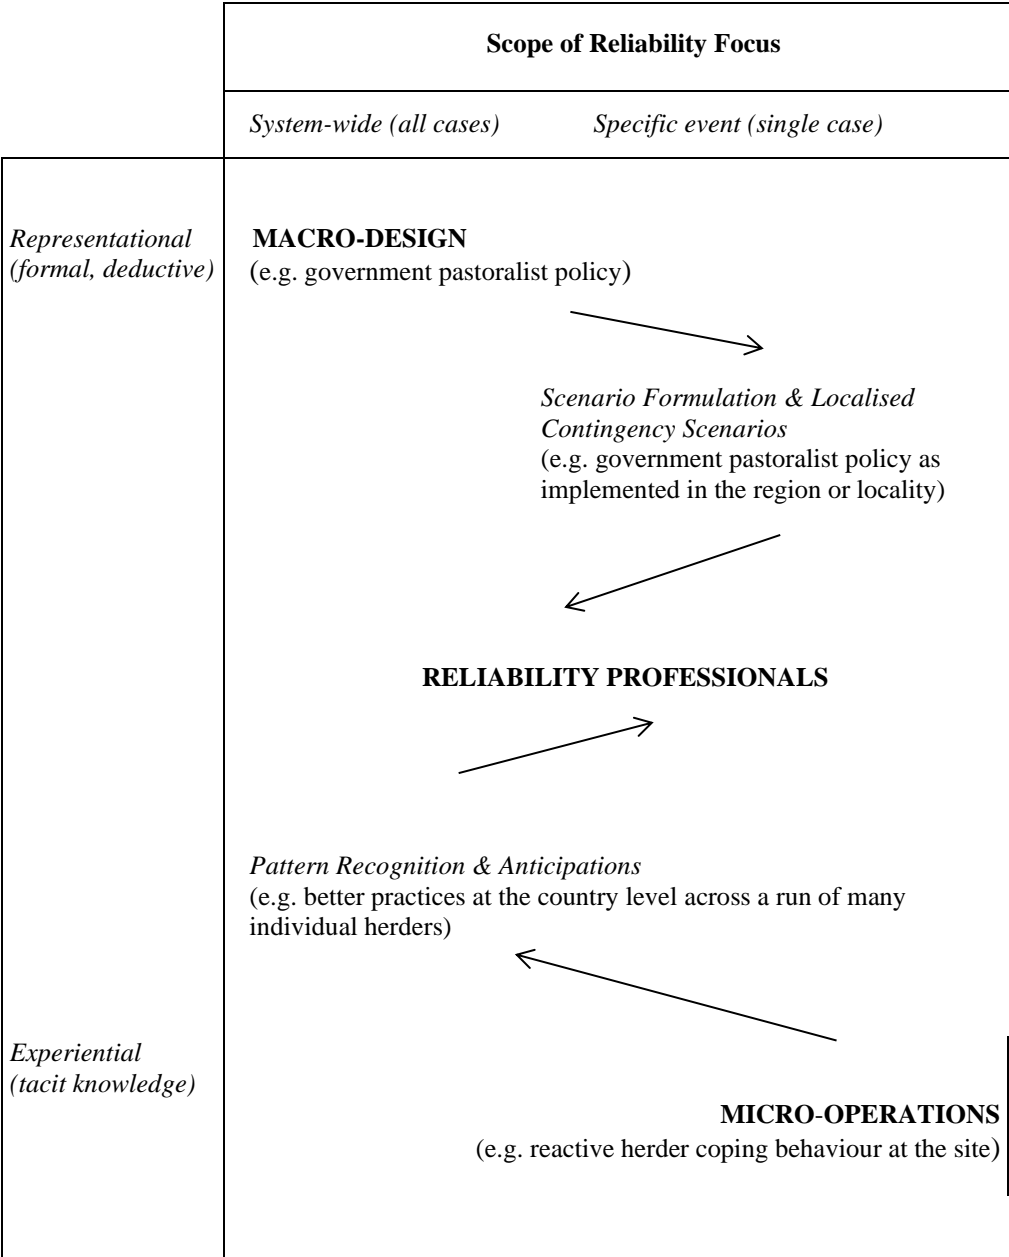 Scope of Reliability Focus
System-wide (all cases)
Specific event (single case)
Representational
(formal, deductive)
MACRO-DESIGN
(e.g. government pastoralist policy)
Scenario Formulation & Localised
Contingency Scenarios
(e.g. government pastoralist policy as
implemented in the region or locality)
RELIABILITY PROFESSIONALS
Pattern Recognition & Anticipations
(e.g. better practices at the country level across a run of many
individual herders)
Experiential
(tacit knowledge)
MICRO-OPERATIONS
(e.g. reactive herder coping behaviour at the site)